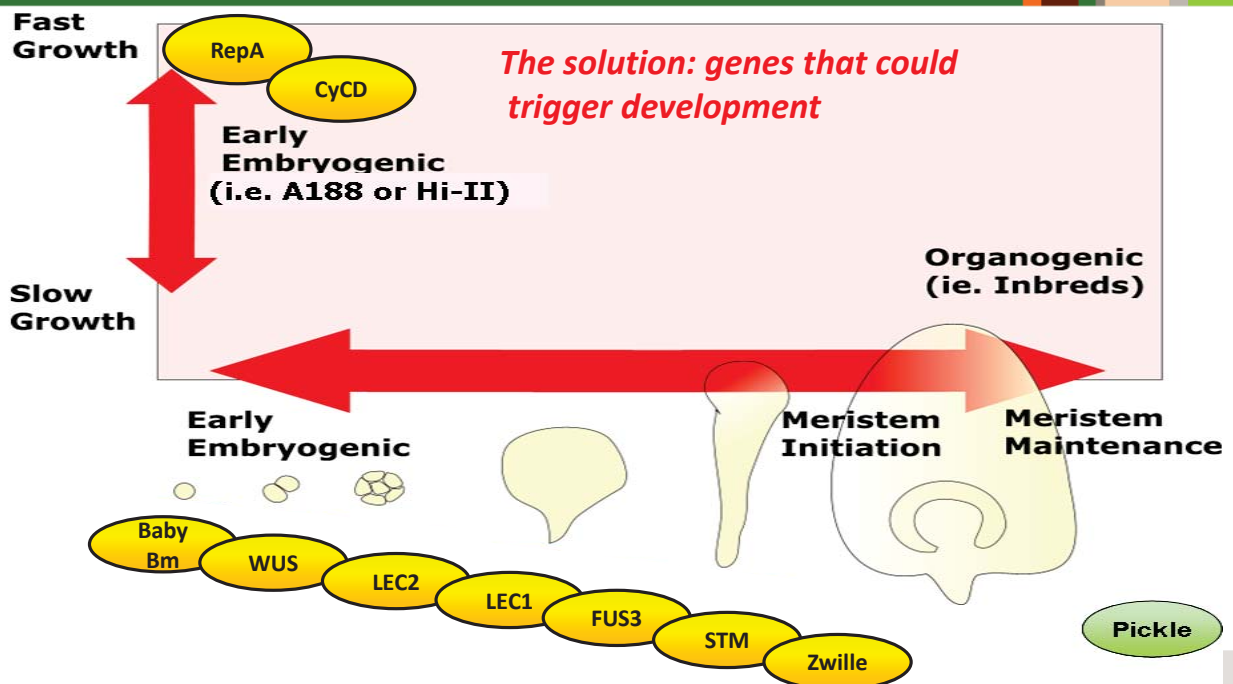 Fast
Growth
RepA
CyCD
The solution: genes that could
trigger development
Early
Embryogenic
(i.e. A188 or Hi-II)
Organogenic
(ie. Inbreds)
Slow
Growth
Early
Embryogenic
Meristem
Initiation
Meristem
Maintenance
Baby
Bm
WUS
LEC2
LEC1
FUS3
STM
Zwille
Pickle